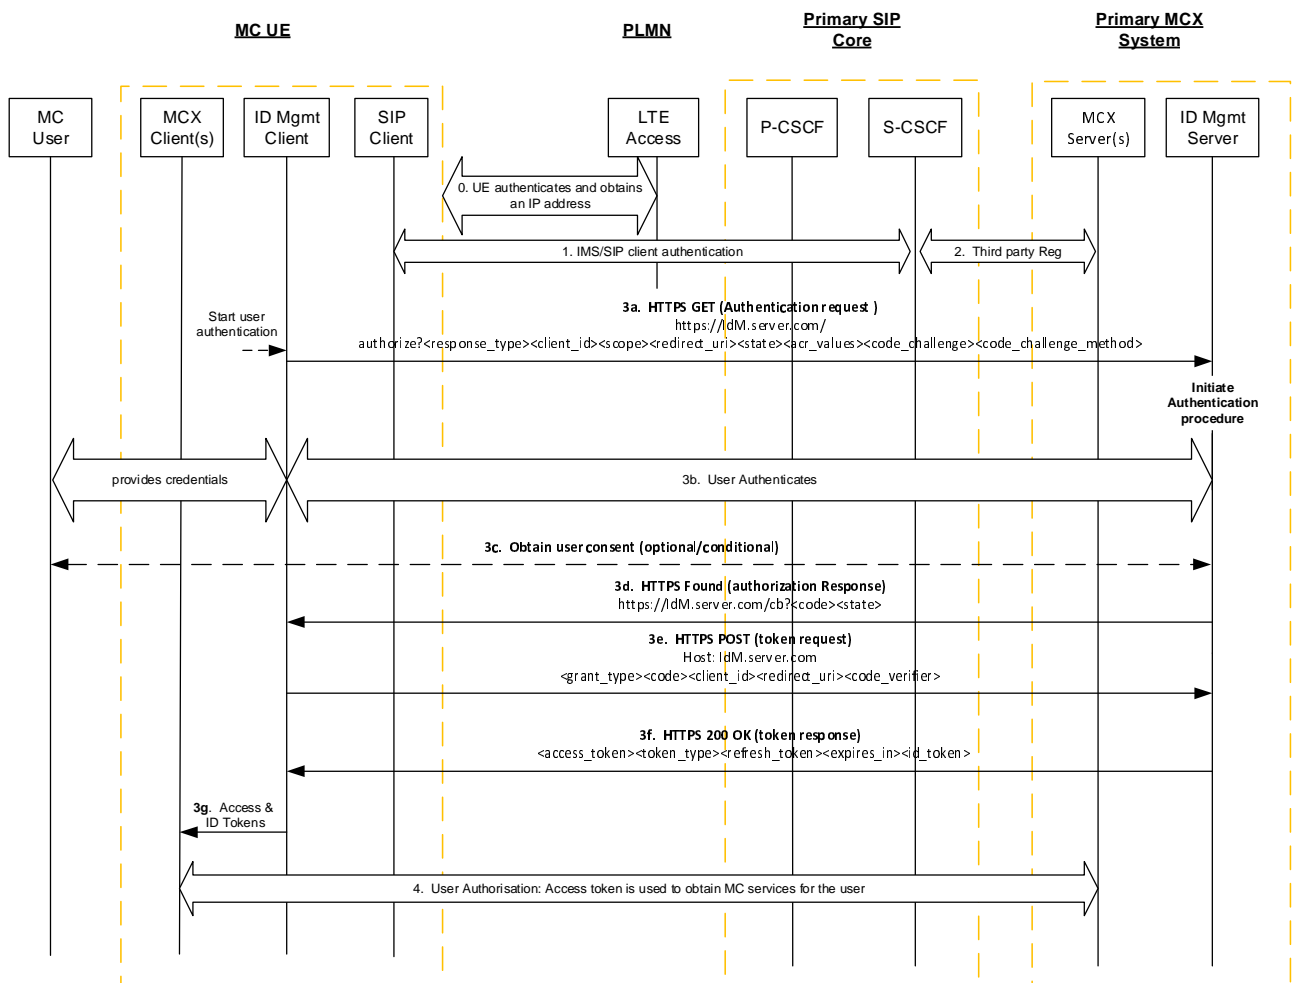 MC UE
PLMN
Primary SIP
Core
Primary MCX
System
MC
User
MCX
Client(s)
ID Mgmt
Client
SIP
Client
LTE
Access
P-CSCF
S-CSCF
MCX
Server(s)
ID Mgmt
Server
0. UE authenticates and obtains
an IP address
1. IMS/SIP client authentication
2. Third party Reg
Start user
authentication
3a. HTTPS GET (Authentication request )
https://IdM.server.com/
authorize?<response_type><client_id><scope><redirect_uri><state><acr_values><code_challenge><code_challenge_method>
Initiate
Authentication
procedure
provides credentials
3b. User Authenticates
3c. Obtain user consent (optional/conditional)
3d. HTTPS Found (authorization Response)
https://IdM.server.com/cb?<code><state>
3e. HTTPS POST (token request)
Host: IdM.server.com
<grant_type><code><client_id><redirect_uri><code_verifier>
3f. HTTPS 200 OK (token response)
<access_token><token_type><refresh_token><expires_in><id_token>
3g. Access &
ID Tokens
4. User Authorisation: Access token is used to obtain MC services for the user